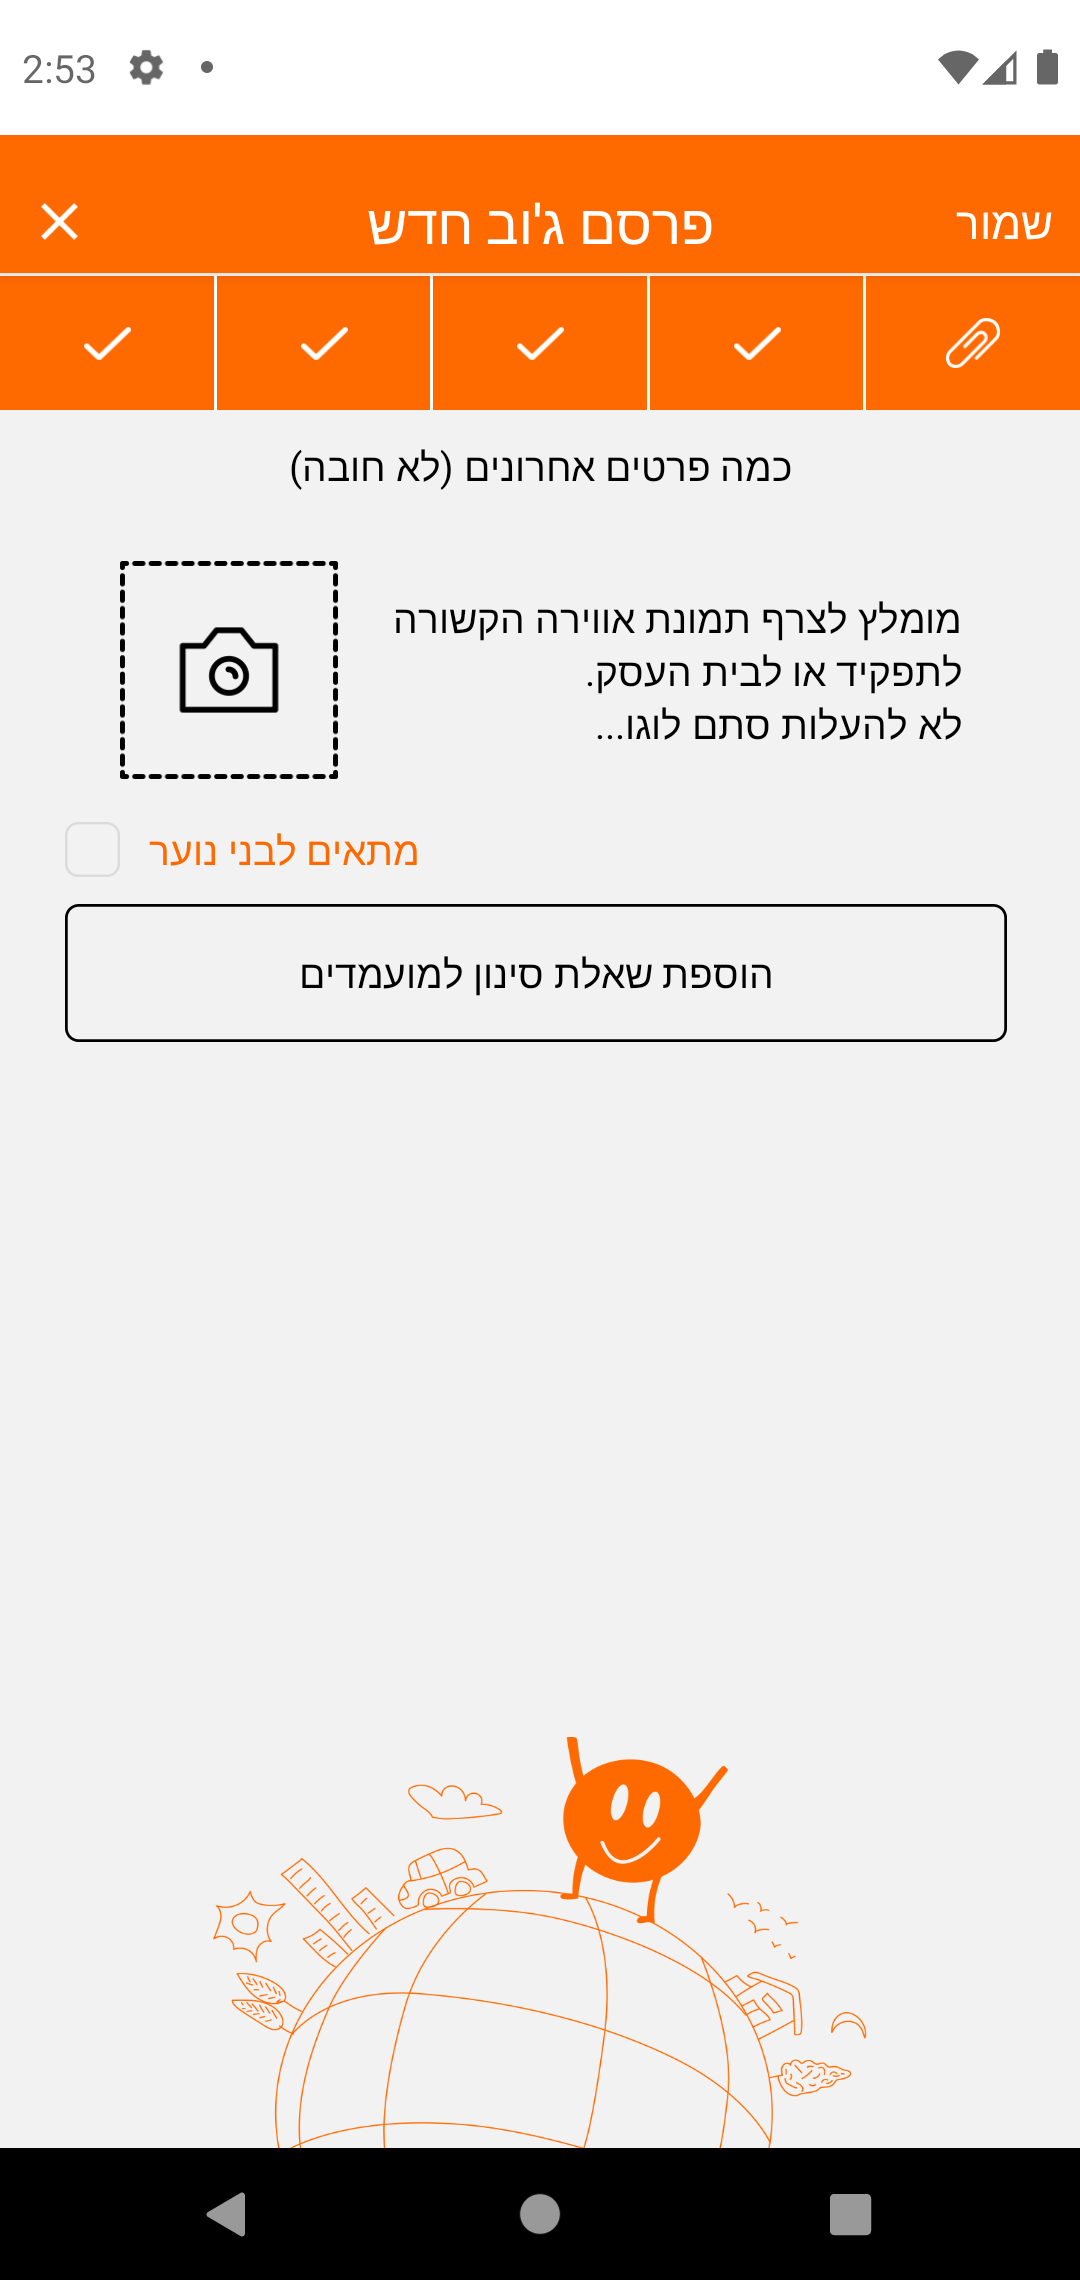 2:53
פרסם ג'וב חדש
שמור
כמה פרטים אחרונים (לא חובה)
מומלץ לצרף תמונת אווירה הקשורה
לתפקיד או לבית העסק.
לא להעלות סתם לוגו...
מתאים לבני נוער
הוספת שאלת סינון למועמדים